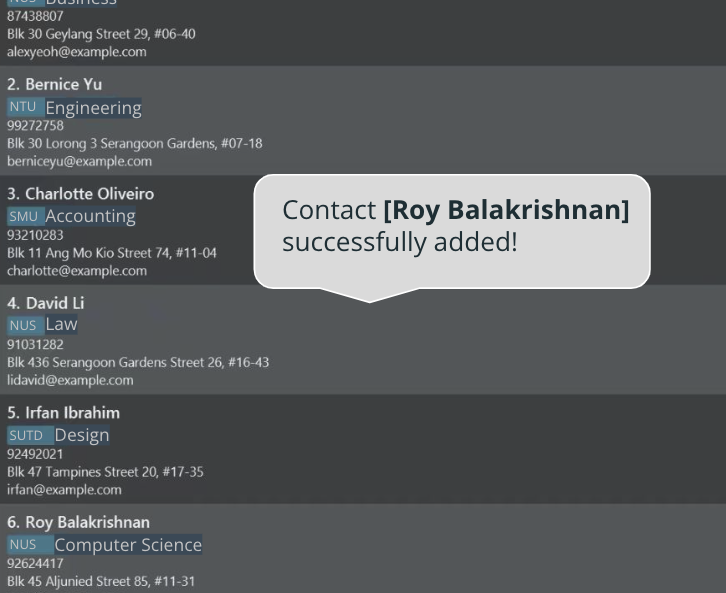 NUS Business
87438807
Blk 30 Geylang Street 29, #06-40
alexyeoh@example.com
2. Bernice Yu
NTU Engineering
99272758
Blk 30 Lorong 3 Serangoon Gardens, #07-18
berniceyu@example.com
3. Charlotte Oliveiro
SMU Accounting
93210283
Blk 11 Ang Mo Kio Street 74, #11-04
charlotte@example.com
Contact [Roy Balakrishnan]
successfully added!
4. David Li
NUS Law
91031282
Blk 436 Serangoon Gardens Street 26, #16-43
lidavid@example.com
5. Irfan Ibrahim
SUTD Design
92492021
Blk 47 Tampines Street 20, #17-35
irfan@example.com
6. Roy Balakrishnan
NUS Computer Science
92624417
Blk 45 Aljunied Street 85, #11-31